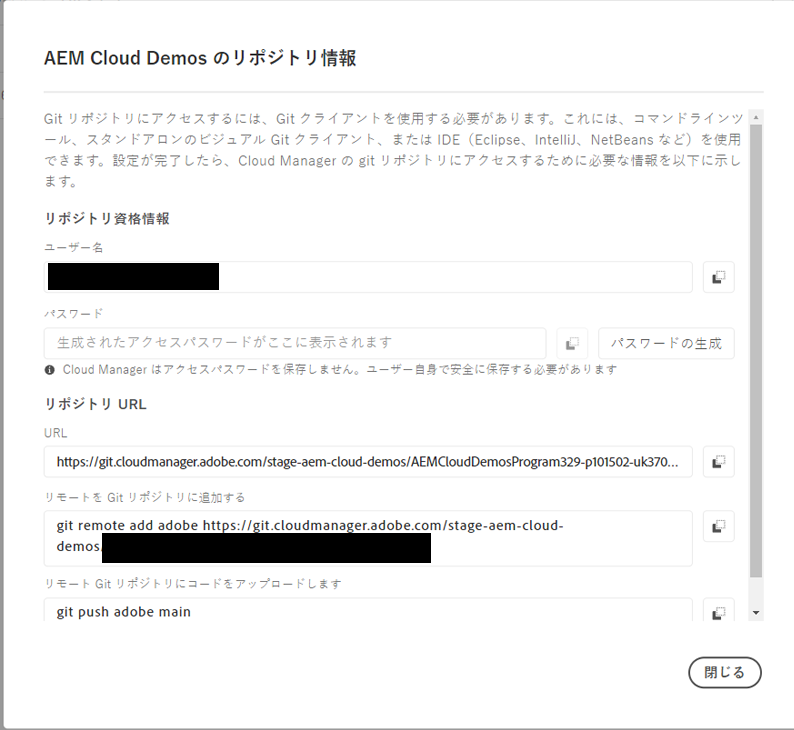 AEM Cloud Demos のリポジトリ情報
Git リポジトリにアクセスするには、Git クライアントを使用する必要があります。これには、コマンドラインツ
ール、スタンドアロンのビジュアル Git クライアント、または IDE（Eclipse、IntelliJ、NetBeans など）を使用
できます。設定が完了したら、Cloud Manager の git リポジトリにアクセスするために必要な情報を以下に示し
ます。
リポジトリ資格情報
ユーザー名
パスワード
生成されたアクセスパスワードがここに表示されます
パスワードの生成
Cloud Manager はアクセスパスワードを保存しません。ユーザー自身で安全に保存する必要があります
リポジトリ URL
URL
https://git.cloudmanager.adobe.com/stage-aem-cloud-demos/AEMCloudDemosProgram329-p101502-uk370...
リモートを Git リポジトリに追加する
git remote add adobe https://git.cloudmanager.adobe.com/stage-aem-cloud-
demos/
リモート Git リポジトリにコードをアップロードします
git push adobe main
閉じる